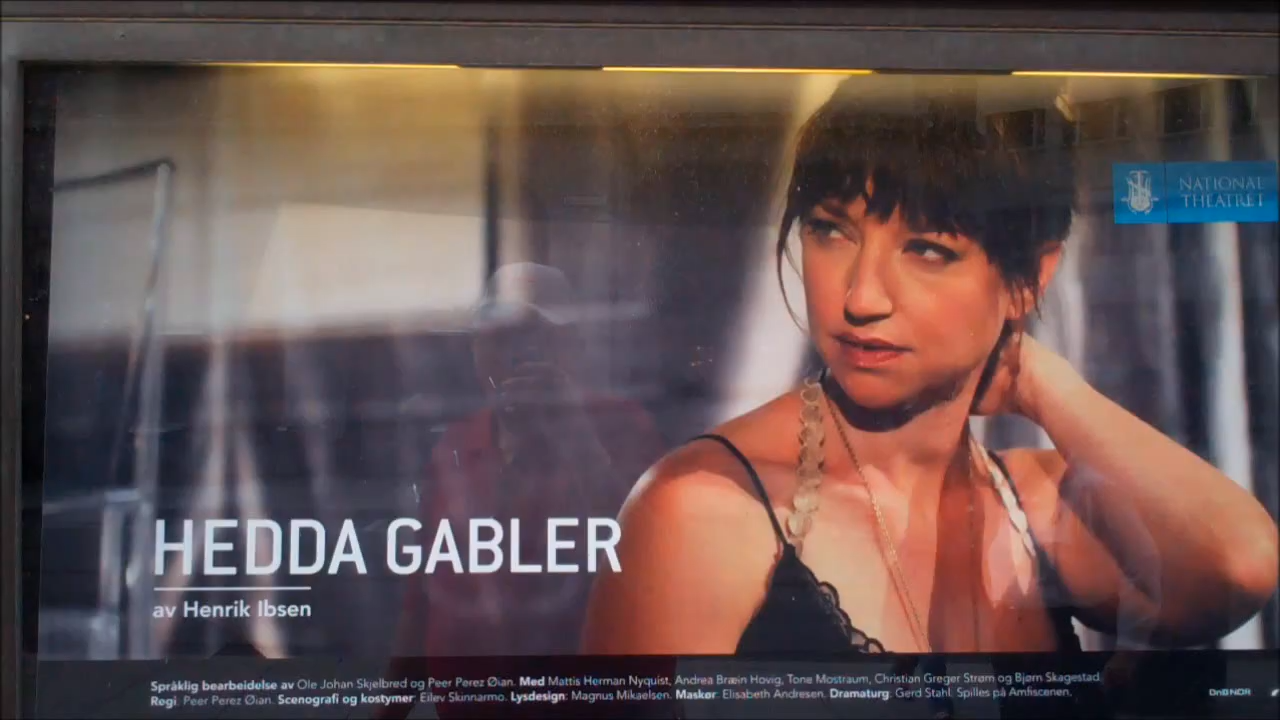 NATIONAL
THEATRET
HEDDA GABLER
av Henrik Ibsen
Språklig bearbeidelse av Ole Johan Skjelbred og Peer Perez Øian. Med Mattis Herman Nyquist, Andrea Bræin Hovig, Tone Mostraum, Christian Greger Strøm og Bjørn Skagestad
Regi: Peer Perez Øian. Scenografi og kostymer: Eilev Skinnarmo. Lysdesign: Magnus Mikaelsen. Maskør: Elisabeth Andresen. Dramaturg: Gerd Stahl. Spilles på Amfiscenen.
DnB NOR